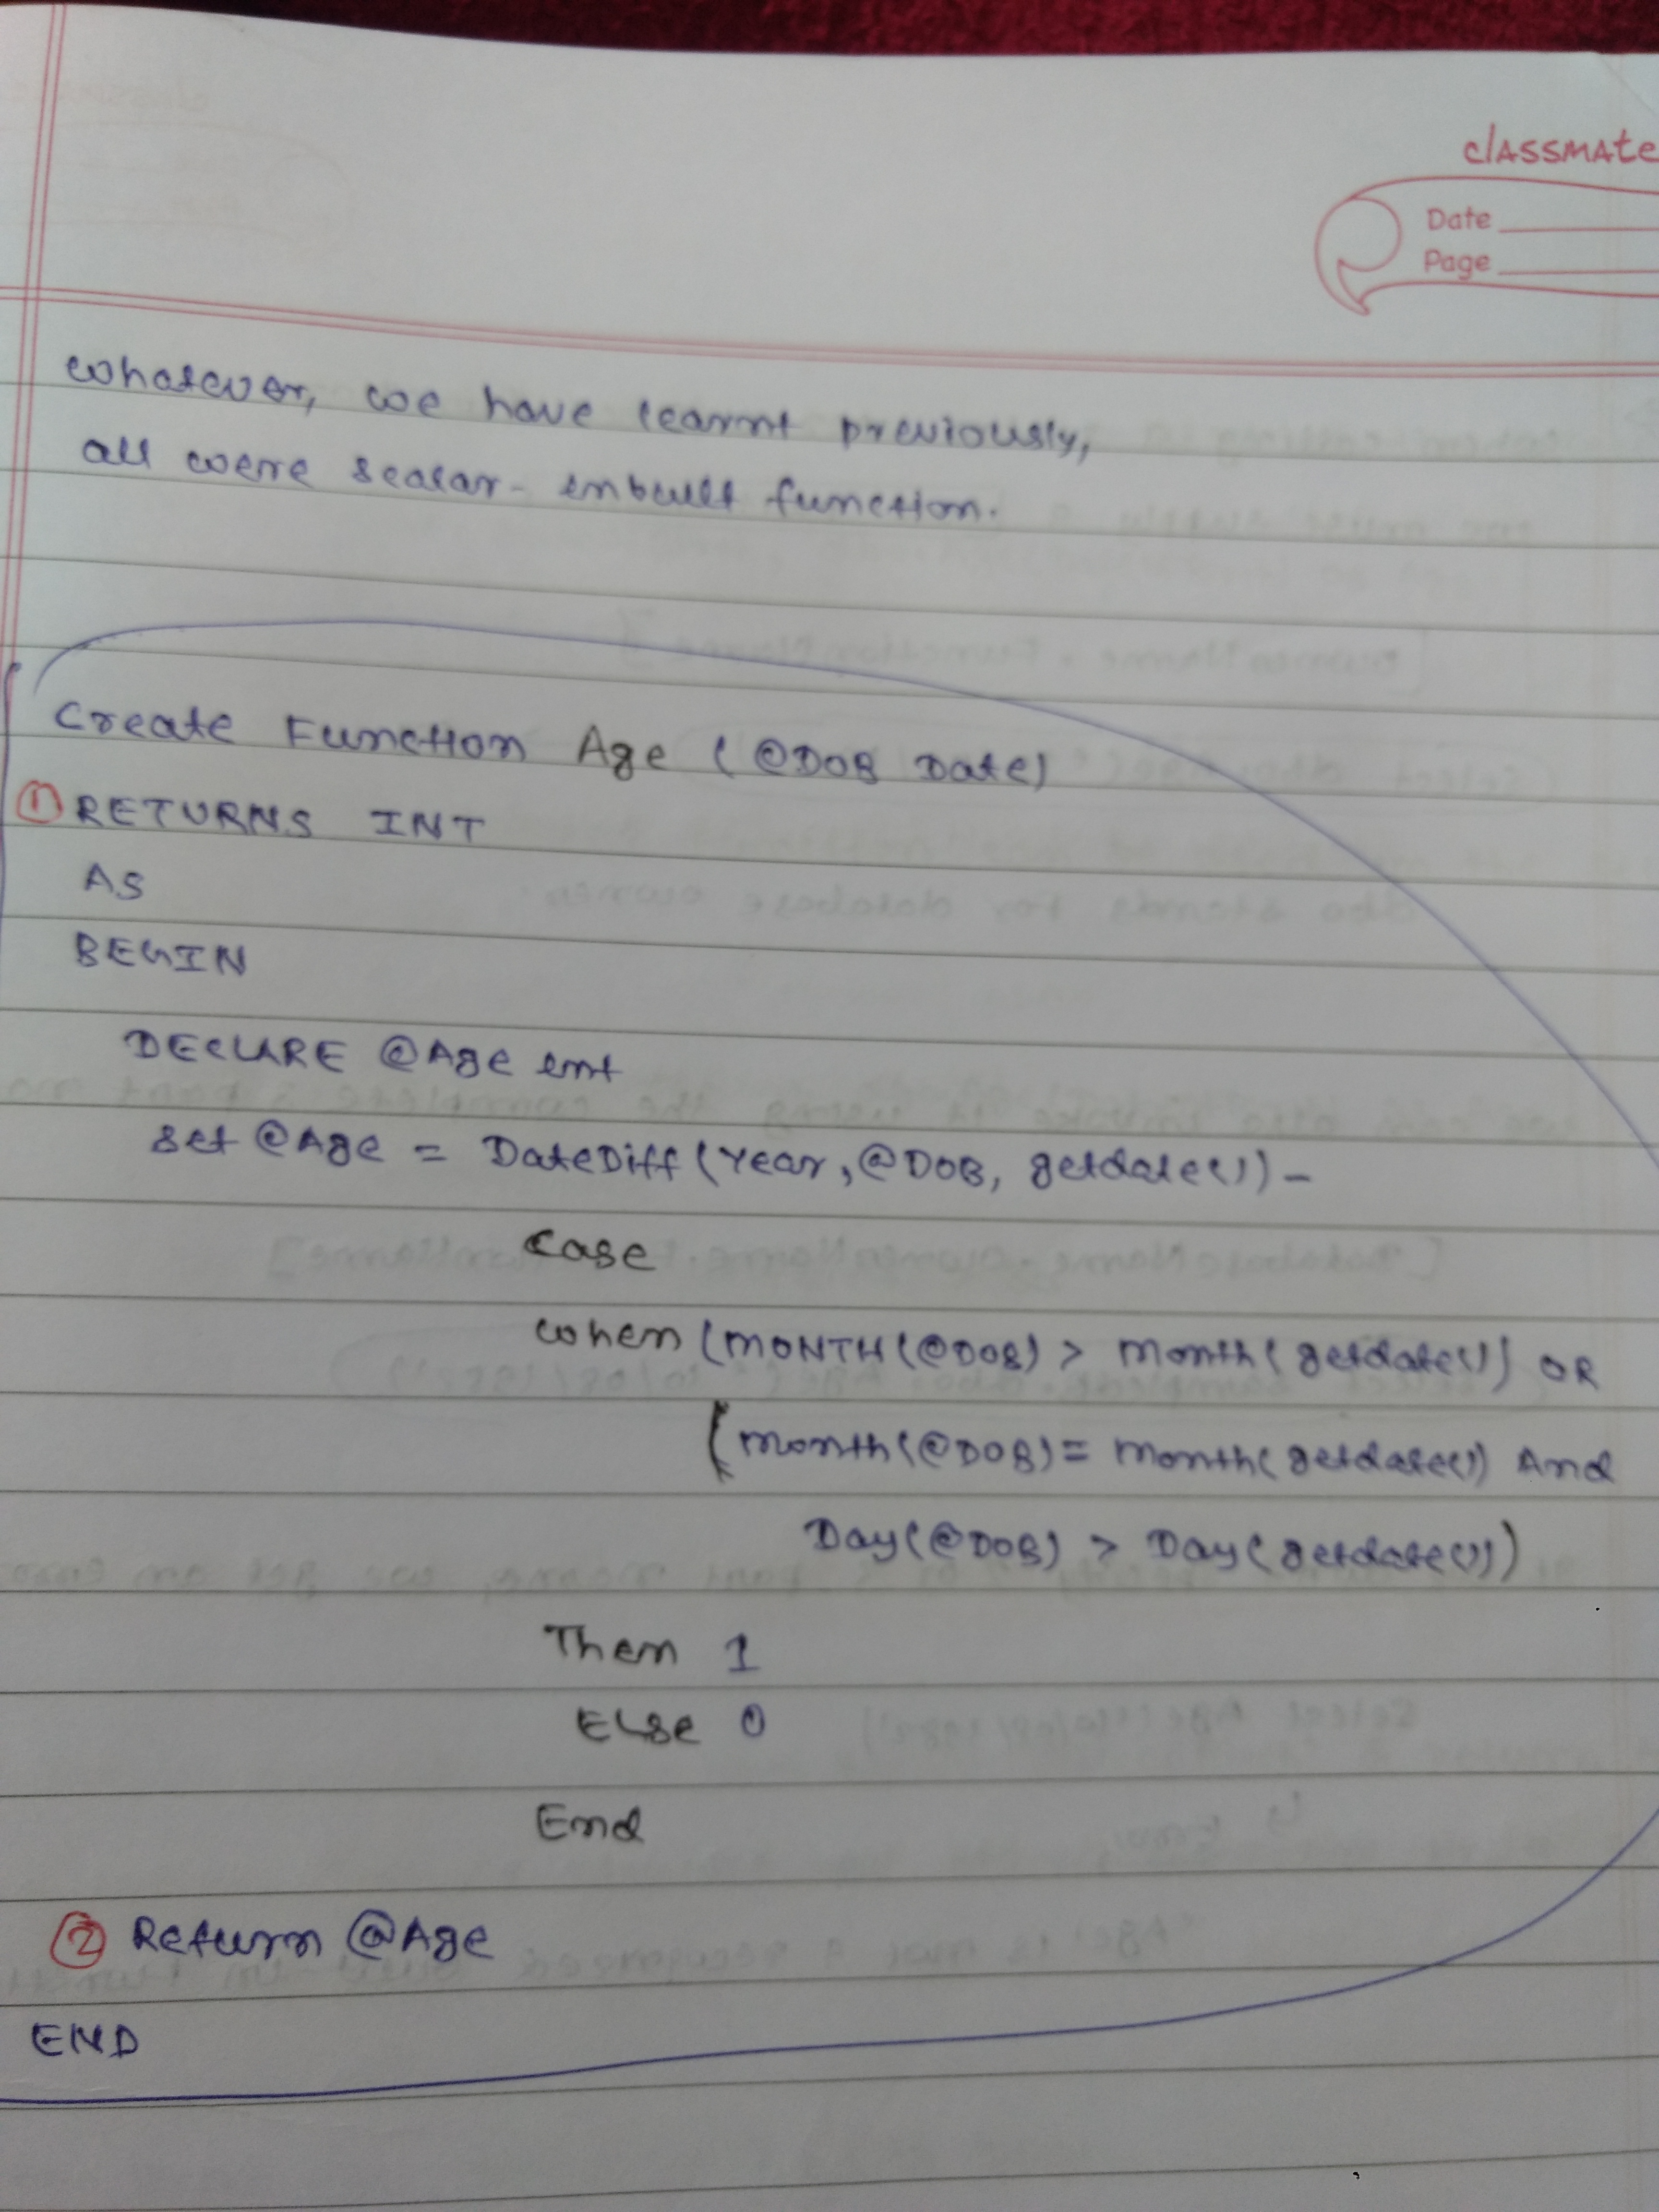 classmate
Date
Page
Whatever, we have learnt previously,
all were scalar-inbuilt function.
Create Function Age (@DOB Date)
① RETURNS INT
AS
BEGIN
DECLARE @Age int
Set @Age = DateDiff(Year, @DOB, getdate()) -
Case
When (MONTH(@DOB) > Month(getdate()) OR
(Month(@DOB) = Month(getdate()) And
Day(@DOB) > Day(getdate()))
Then 1
Else 0
End
② Return @Age
END